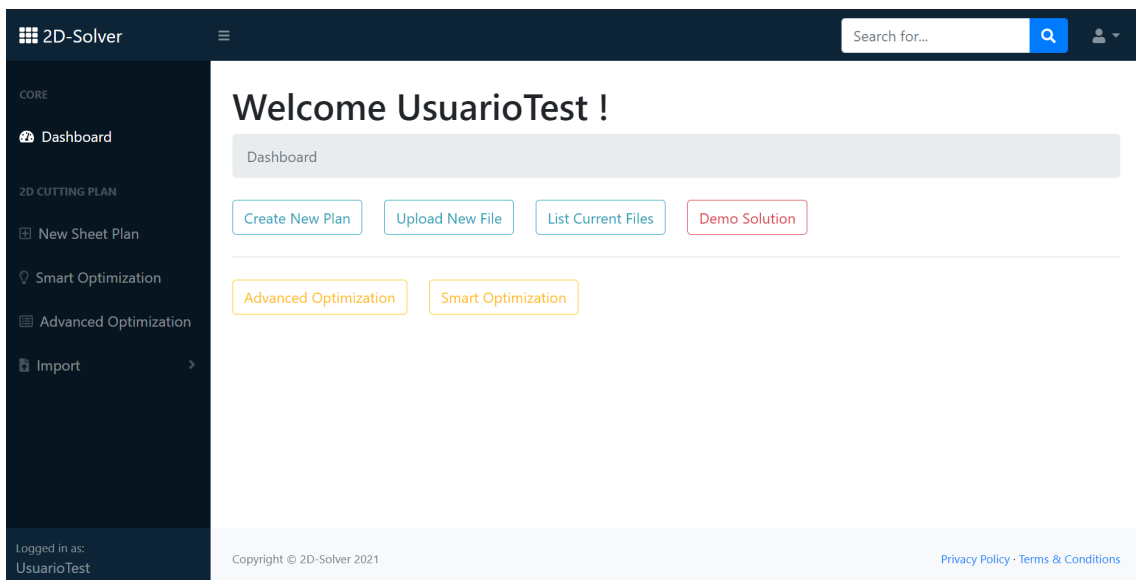 2D-Solver
Search for...
CORE
Dashboard
2D CUTTING PLAN
New Sheet Plan
Smart Optimization
Advanced Optimization
Import
Logged in as:
UsuarioTest
Welcome UsuarioTest !
Dashboard
Create New Plan Upload New File List Current Files Demo Solution
Advanced Optimization Smart Optimization
Copyright © 2D-Solver 2021 Privacy Policy · Terms & Conditions